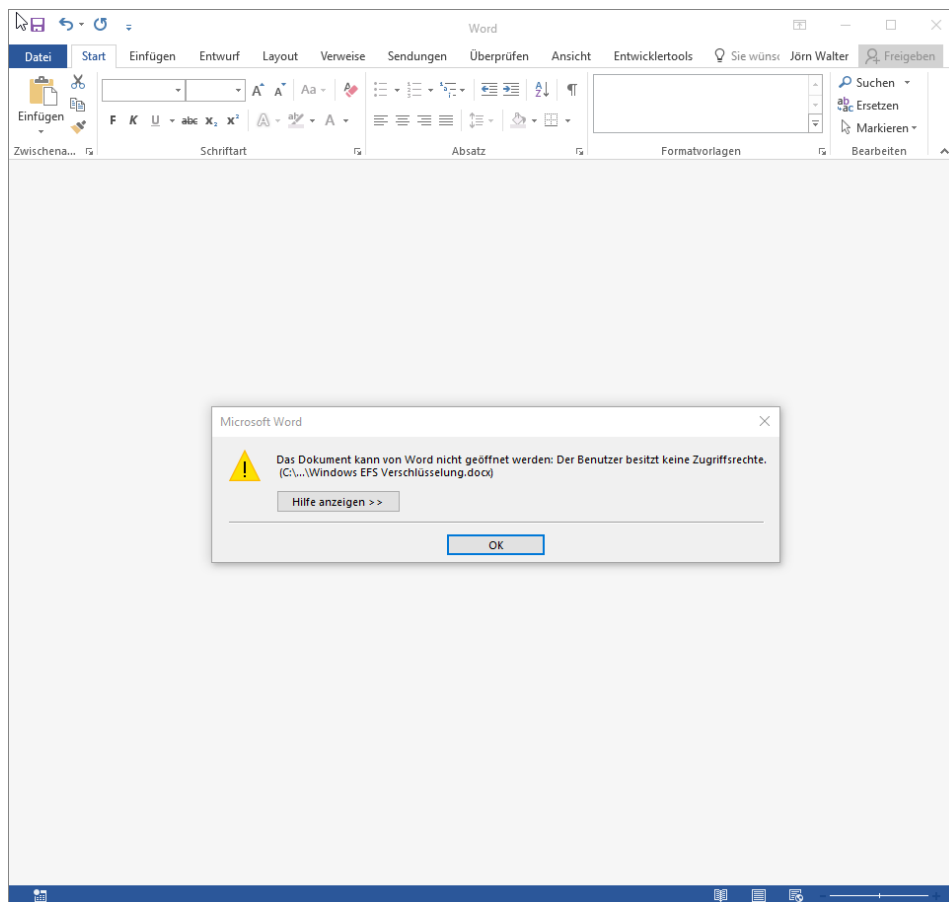 Word
Datei Start Einfügen Entwurf Layout Verweise Sendungen Überprüfen Ansicht Entwicklertools Sie wüns Jörn Walter Freigeben
Einfügen
A A Aa A
A Z ¶
Suchen
Ersetzen
Markieren
F K U abc x₂ x² A aby A
Zwischena... Schriftart Absatz Formatvorlagen Bearbeiten
Microsoft Word
Das Dokument kann von Word nicht geöffnet werden: Der Benutzer besitzt keine Zugriffsrechte.
(C:\...\Windows EFS Verschlüsselung.docx)
Hilfe anzeigen >>
OK